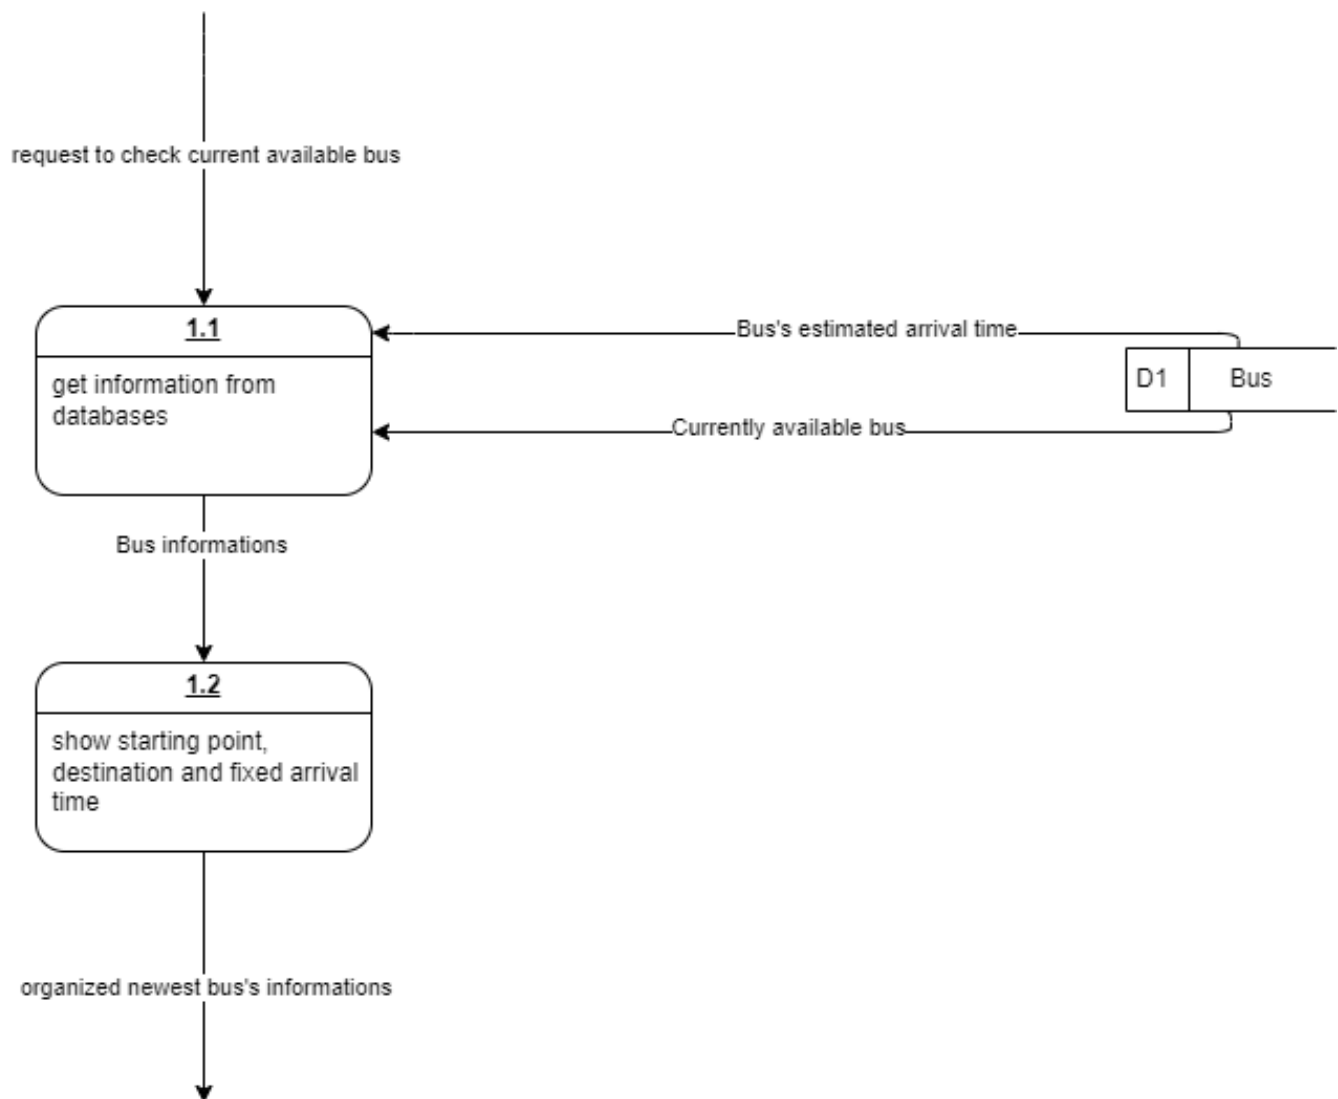 request to check current available bus
1.1
get information from
databases
Bus's estimated arrival time
D1
Bus
Currently available bus
Bus informations
1.2
show starting point,
destination and fixed arrival
time
organized newest bus's informations